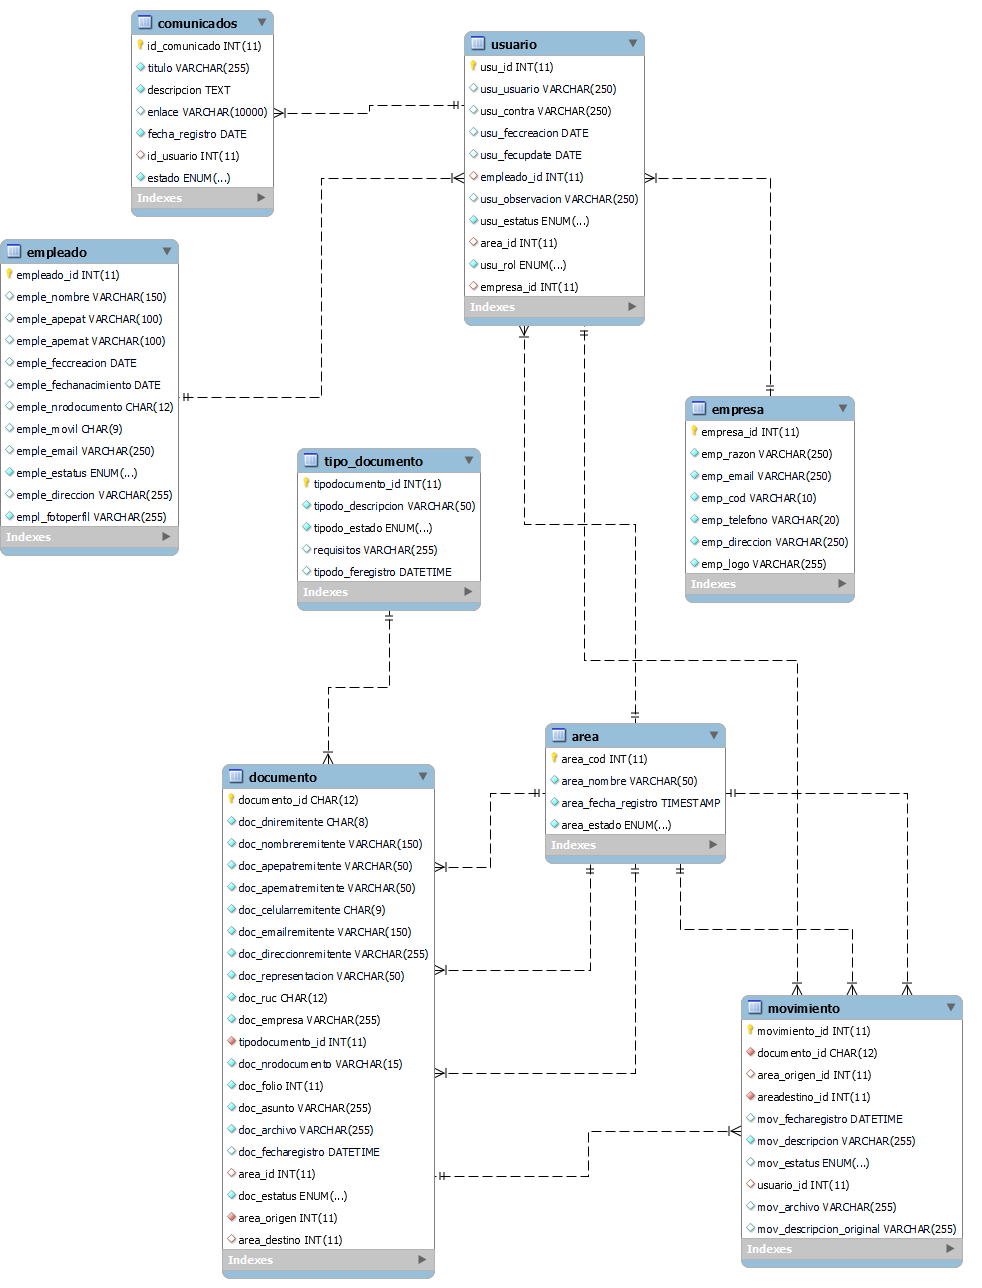 comunicados
id_comunicado INT(11)
titulo VARCHAR(255)
descripcion TEXT
enlace VARCHAR(10000)
fecha_registro DATE
id_usuario INT(11)
estado ENUM(...)
Indexes
usuario
usu_id INT(11)
usu_usuario VARCHAR(250)
usu_contra VARCHAR(250)
usu_feccreacion DATE
usu_fecupdate DATE
empleado_id INT(11)
usu_observacion VARCHAR(250)
usu_estatus ENUM(...)
area_id INT(11)
usu_rol ENUM(...)
empresa_id INT(11)
Indexes
empleado
empleado_id INT(11)
emple_nombre VARCHAR(150)
emple_apepat VARCHAR(100)
emple_apemat VARCHAR(100)
emple_feccreacion DATE
emple_fechanacimiento DATE
emple_nrodocumento CHAR(12)
emple_movil CHAR(9)
emple_email VARCHAR(250)
emple_estatus ENUM(...)
emple_direccion VARCHAR(255)
empl_fotoperfil VARCHAR(255)
Indexes
empresa
empresa_id INT(11)
emp_razon VARCHAR(250)
emp_email VARCHAR(250)
emp_cod VARCHAR(10)
emp_telefono VARCHAR(20)
emp_direccion VARCHAR(250)
emp_logo VARCHAR(255)
Indexes
tipo_documento
tipodocumento_id INT(11)
tipodo_descripcion VARCHAR(50)
tipodo_estado ENUM(...)
requisitos VARCHAR(255)
tipodo_feregistro DATETIME
Indexes
area
area_cod INT(11)
area_nombre VARCHAR(50)
area_fecha_registro TIMESTAMP
area_estado ENUM(...)
Indexes
documento
documento_id CHAR(12)
doc_dniremitente CHAR(8)
doc_nombreremitente VARCHAR(150)
doc_apepatremitente VARCHAR(50)
doc_apematremitente VARCHAR(50)
doc_celularremitente CHAR(9)
doc_emailremitente VARCHAR(150)
doc_direccionremitente VARCHAR(255)
doc_representacion VARCHAR(50)
doc_ruc CHAR(12)
doc_empresa VARCHAR(255)
tipodocumento_id INT(11)
doc_nrodocumento VARCHAR(15)
doc_folio INT(11)
doc_asunto VARCHAR(255)
doc_archivo VARCHAR(255)
doc_fecharegistro DATETIME
area_id INT(11)
doc_estatus ENUM(...)
area_origen INT(11)
area_destino INT(11)
Indexes
movimiento
movimiento_id INT(11)
documento_id CHAR(12)
area_origen_id INT(11)
areadestino_id INT(11)
mov_fecharegistro DATETIME
mov_descripcion VARCHAR(255)
mov_estatus ENUM(...)
usuario_id INT(11)
mov_archivo VARCHAR(255)
mov_descripcion_original VARCHAR(255)
Indexes